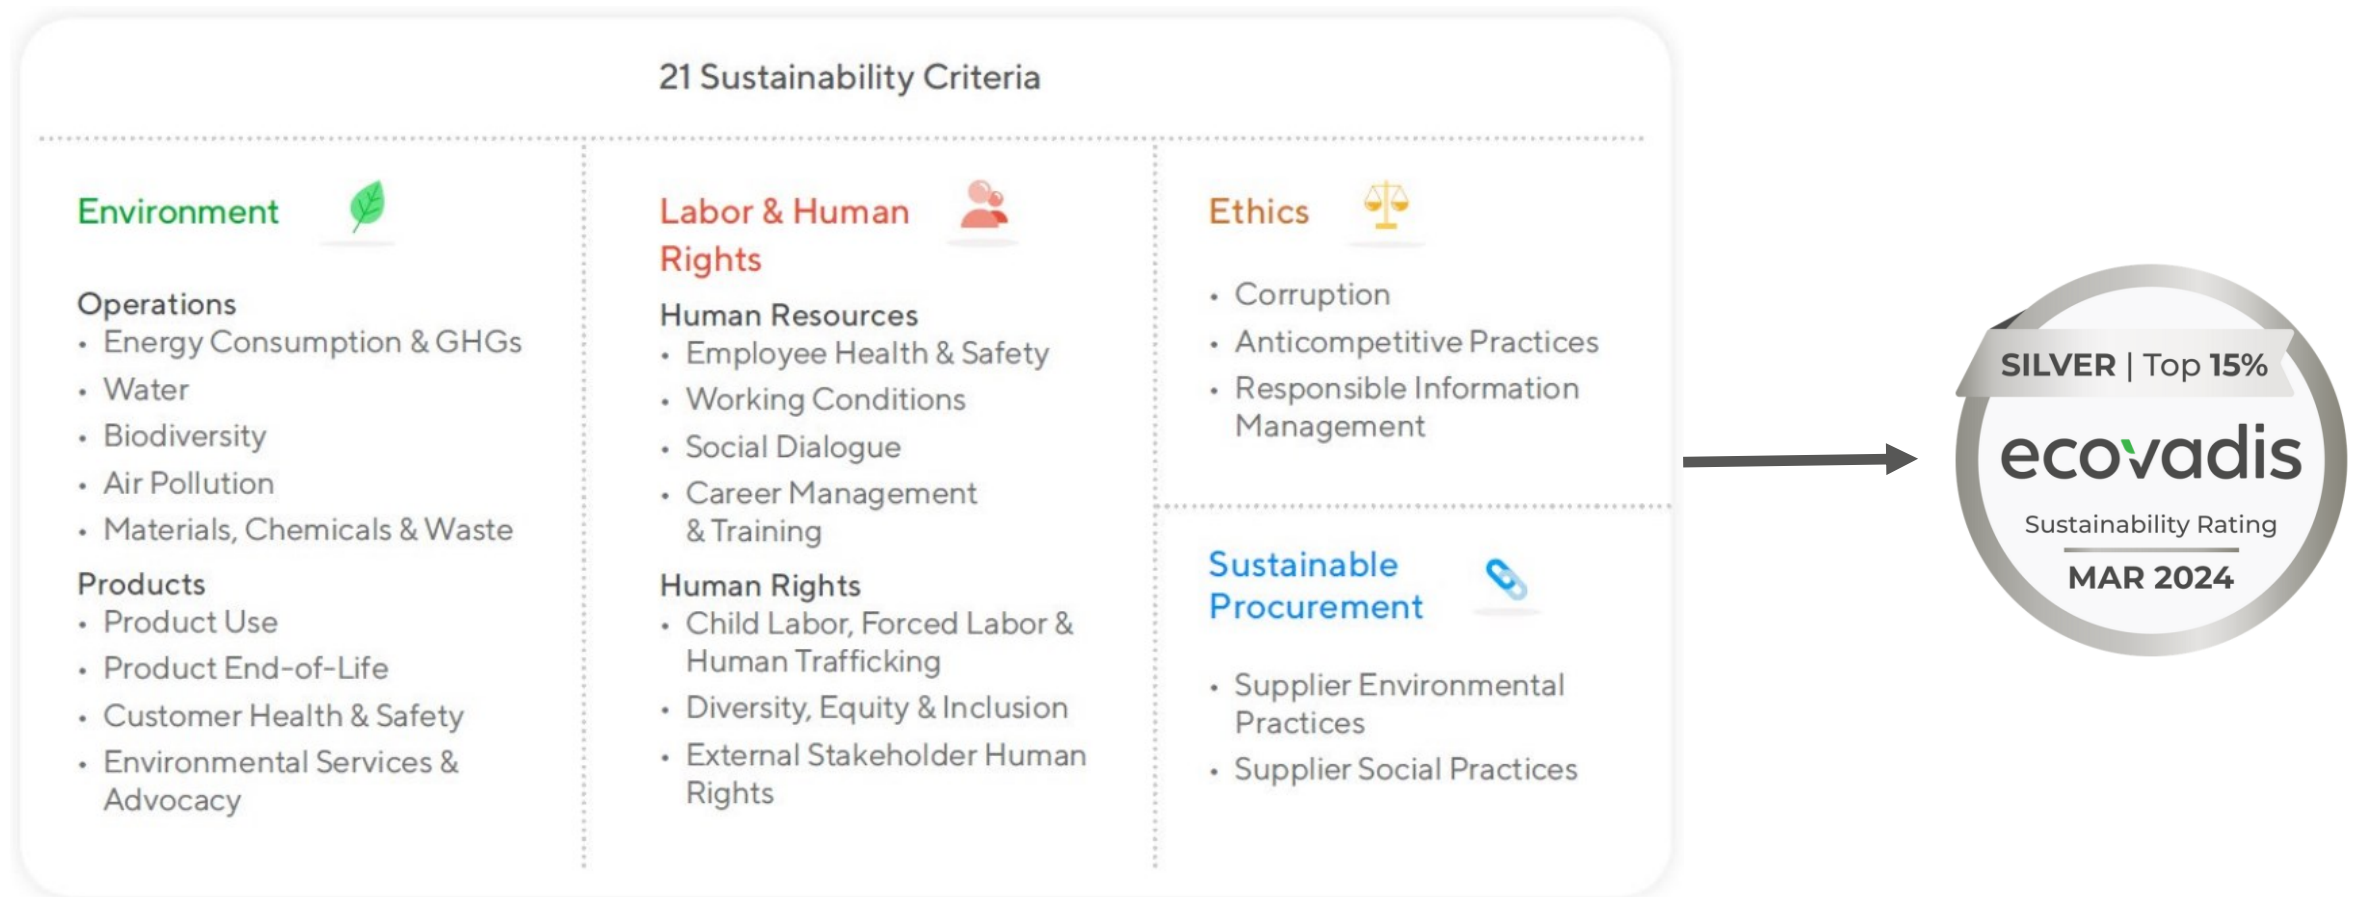 21 Sustainability Criteria
Environment
Operations
• Energy Consumption & GHGs
• Water
• Biodiversity
• Air Pollution
• Materials, Chemicals & Waste
Products
• Product Use
• Product End-of-Life
• Customer Health & Safety
• Environmental Services &
Advocacy
Labor & Human
Rights
Human Resources
• Employee Health & Safety
• Working Conditions
• Social Dialogue
• Career Management
& Training
Human Rights
• Child Labor, Forced Labor &
Human Trafficking
• Diversity, Equity & Inclusion
• External Stakeholder Human
Rights
Ethics
• Corruption
• Anticompetitive Practices
• Responsible Information
Management
Sustainable
Procurement
• Supplier Environmental
Practices
• Supplier Social Practices
SILVER | Top 15%
ecovadis
Sustainability Rating
MAR 2024